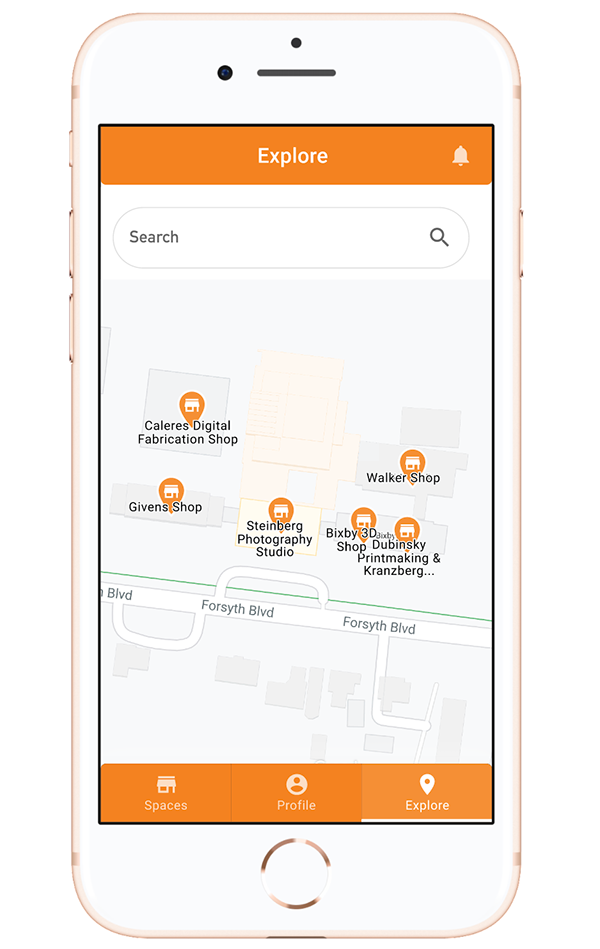 Explore
Search
Caleres Digital
Fabrication Shop
Walker Shop
Givens Shop
Steinberg
Photography
Studio
Bixby 3D
Shop
Bixby
Dubinsky
Printmaking &
Kranzberg...
h Blvd
Forsyth Blvd
Forsyth Blvd
Spaces
Profile
Explore